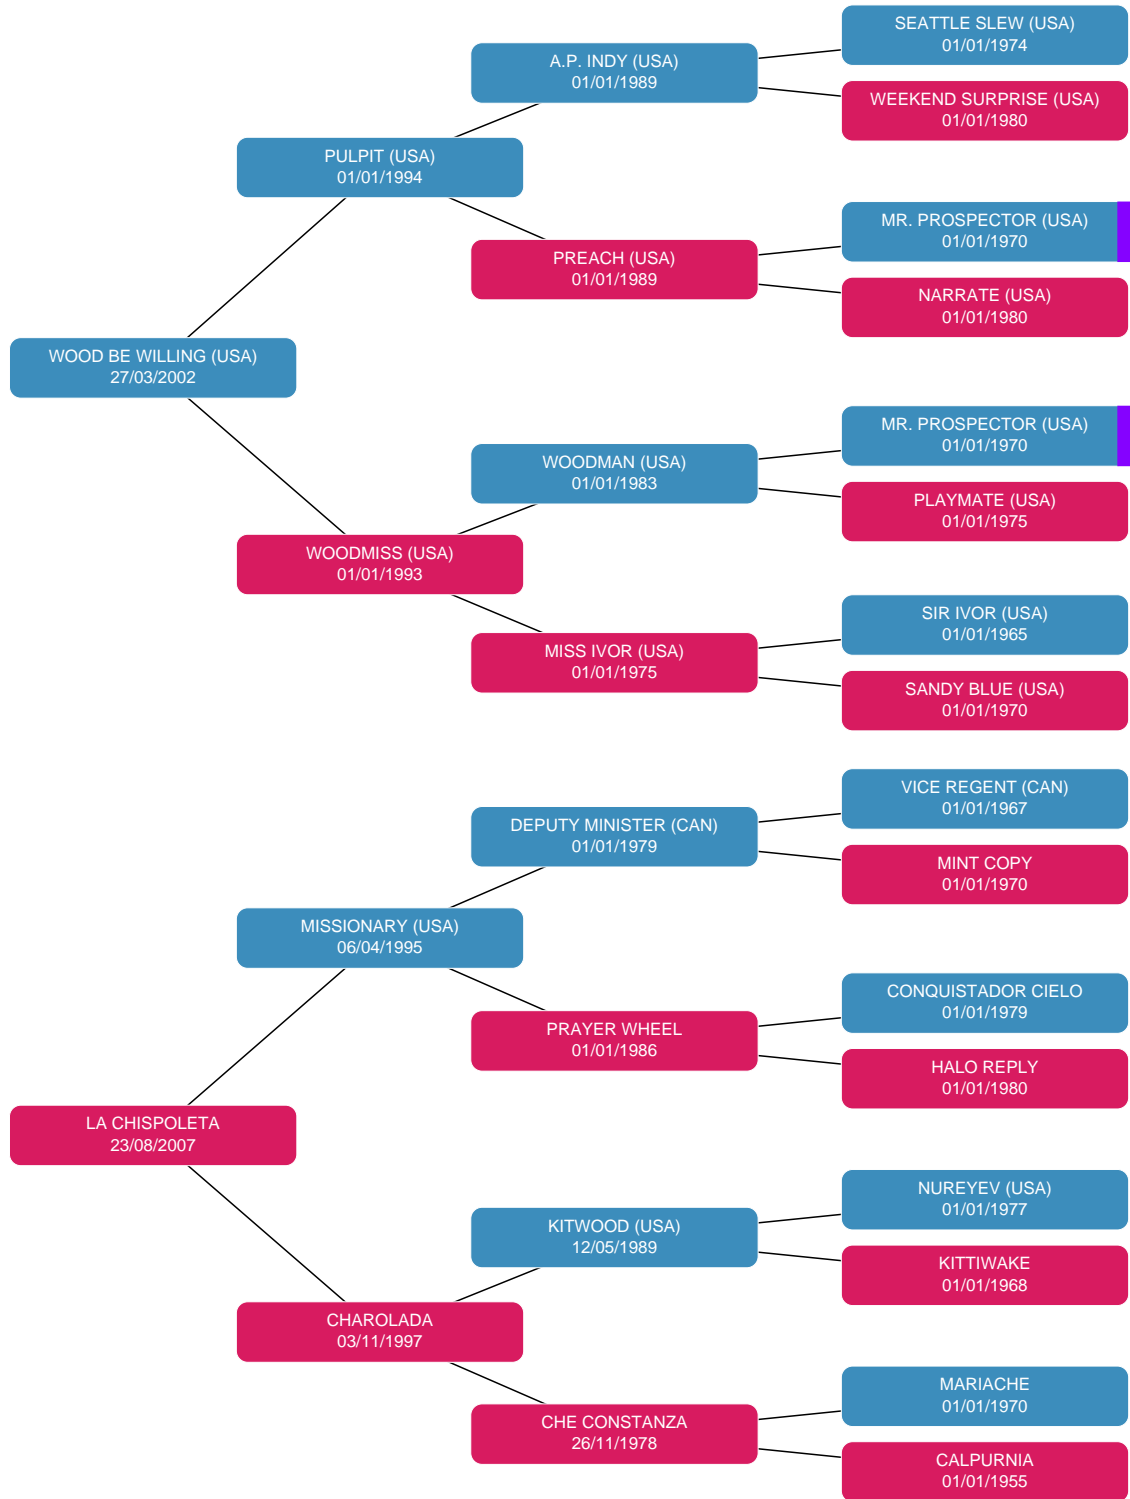 SEATTLE SLEW (USA)
01/01/1974
A.P. INDY (USA)
01/01/1989
WEEKEND SURPRISE (USA)
01/01/1980
PULPIT (USA)
01/01/1994
MR. PROSPECTOR (USA)
01/01/1970
PREACH (USA)
01/01/1989
NARRATE (USA)
01/01/1980
WOOD BE WILLING (USA)
27/03/2002
MR. PROSPECTOR (USA)
01/01/1970
WOODMAN (USA)
01/01/1983
PLAYMATE (USA)
01/01/1975
WOODMISS (USA)
01/01/1993
SIR IVOR (USA)
01/01/1965
MISS IVOR (USA)
01/01/1975
SANDY BLUE (USA)
01/01/1970
VICE REGENT (CAN)
01/01/1967
DEPUTY MINISTER (CAN)
01/01/1979
MINT COPY
01/01/1970
MISSIONARY (USA)
06/04/1995
CONQUISTADOR CIELO
01/01/1979
PRAYER WHEEL
01/01/1986
HALO REPLY
01/01/1980
LA CHISPOLETA
23/08/2007
NUREYEV (USA)
01/01/1977
KITWOOD (USA)
12/05/1989
KITTIWAKE
01/01/1968
CHAROLADA
03/11/1997
MARIACHE
01/01/1970
CHE CONSTANZA
26/11/1978
CALPURNIA
01/01/1955